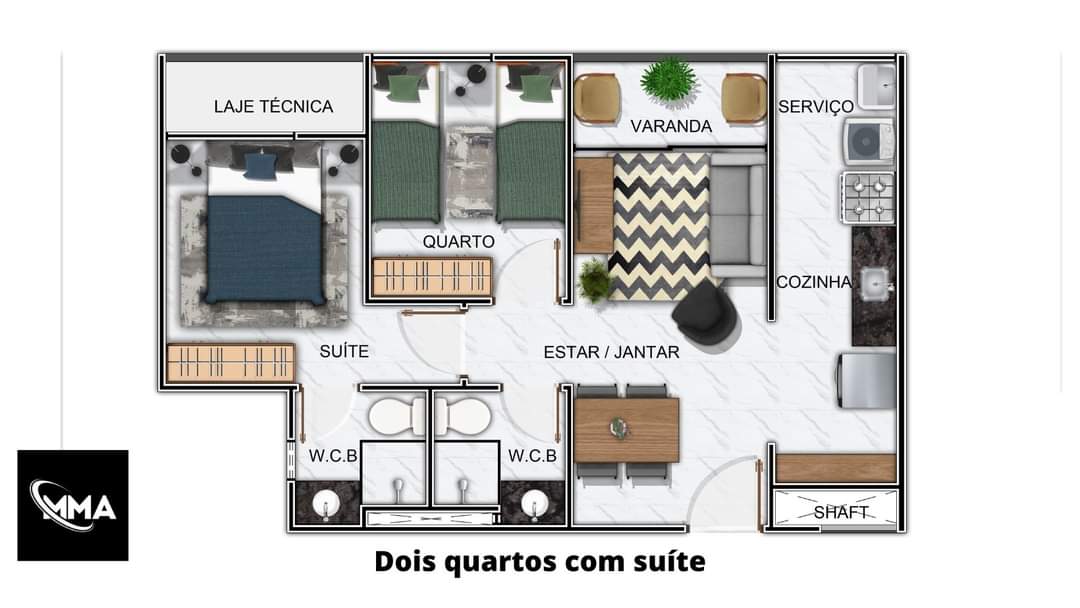 LAJE TÉCNICA
VARANDA
SERVIÇO
QUARTO
COZINHA
SUÍTE
ESTAR / JANTAR
W.C.B
W.C.B
SHAFT
MMA
Dois quartos com suíte